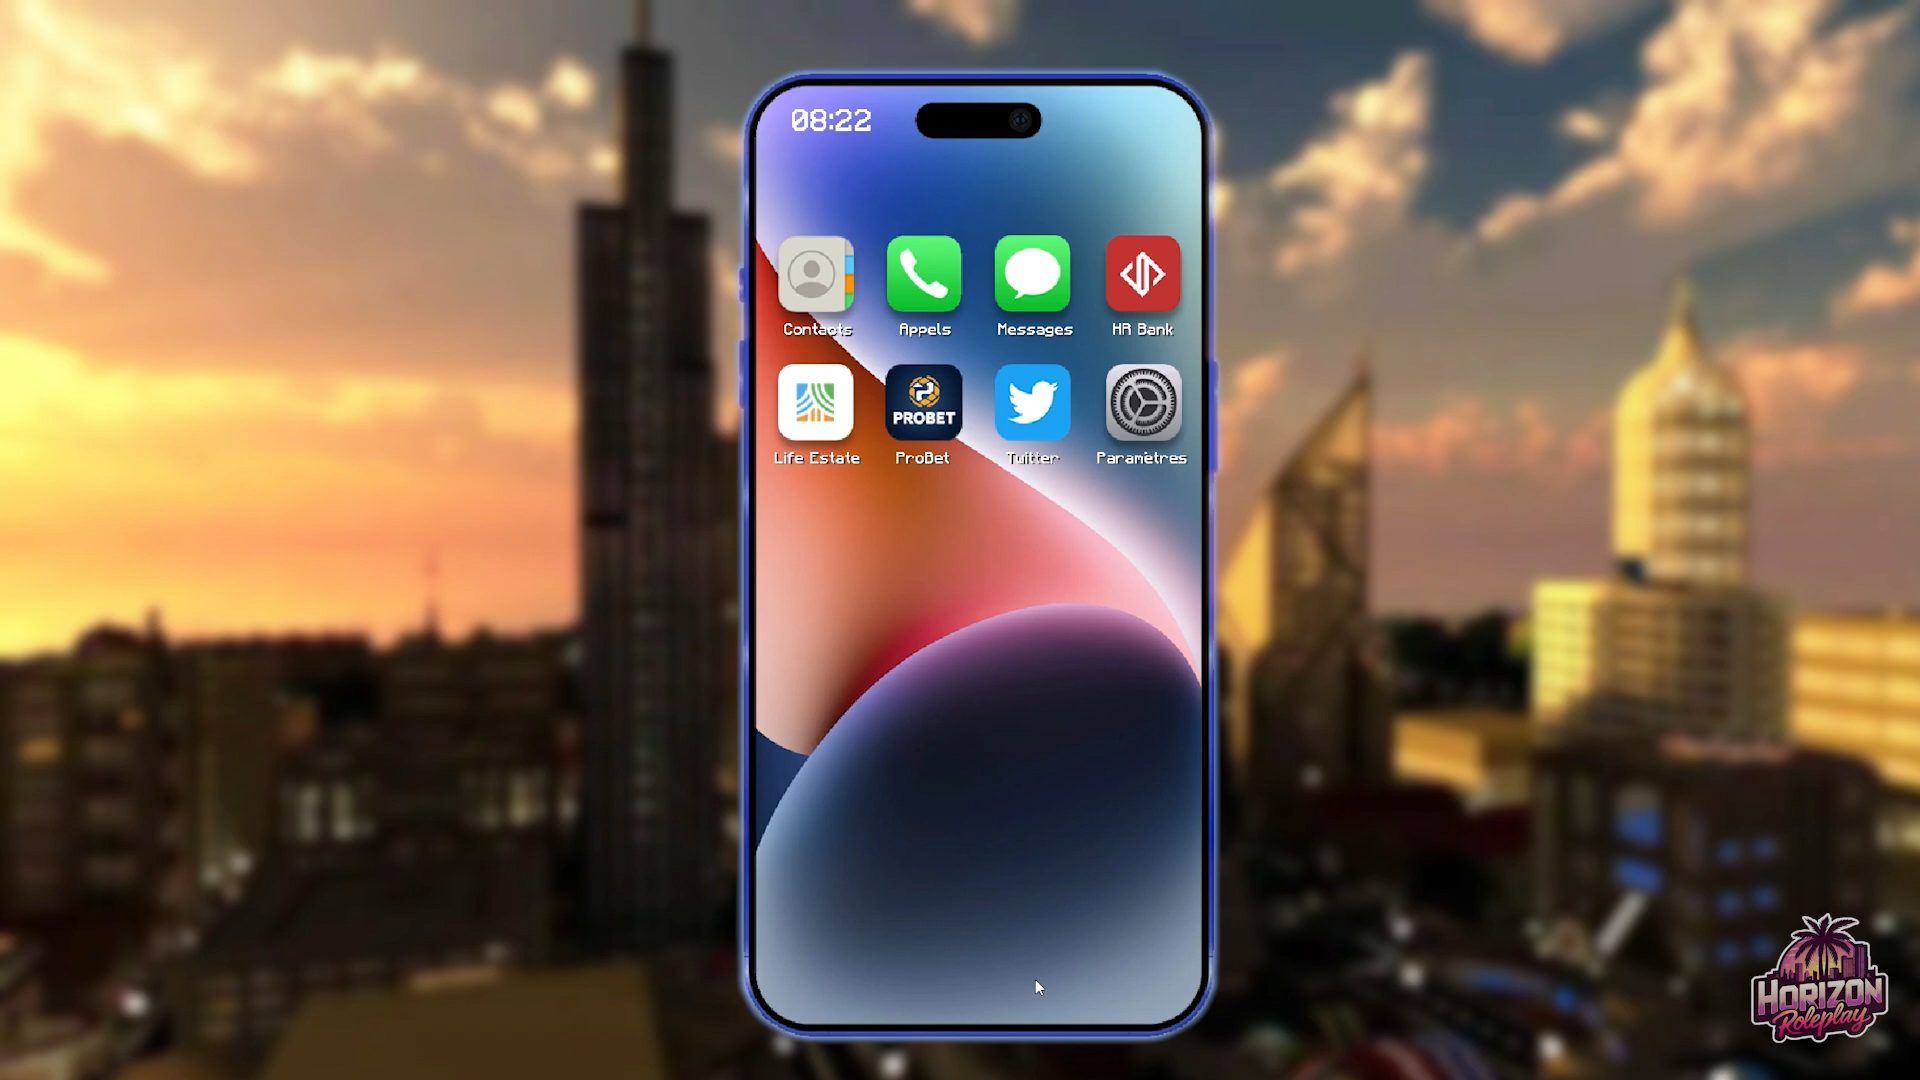 08:22
Contacts
Appels
Messages
HR Bank
PROBET
Life Estate
ProBet
Twitter
Paramètres
HORIZON
Roleplay